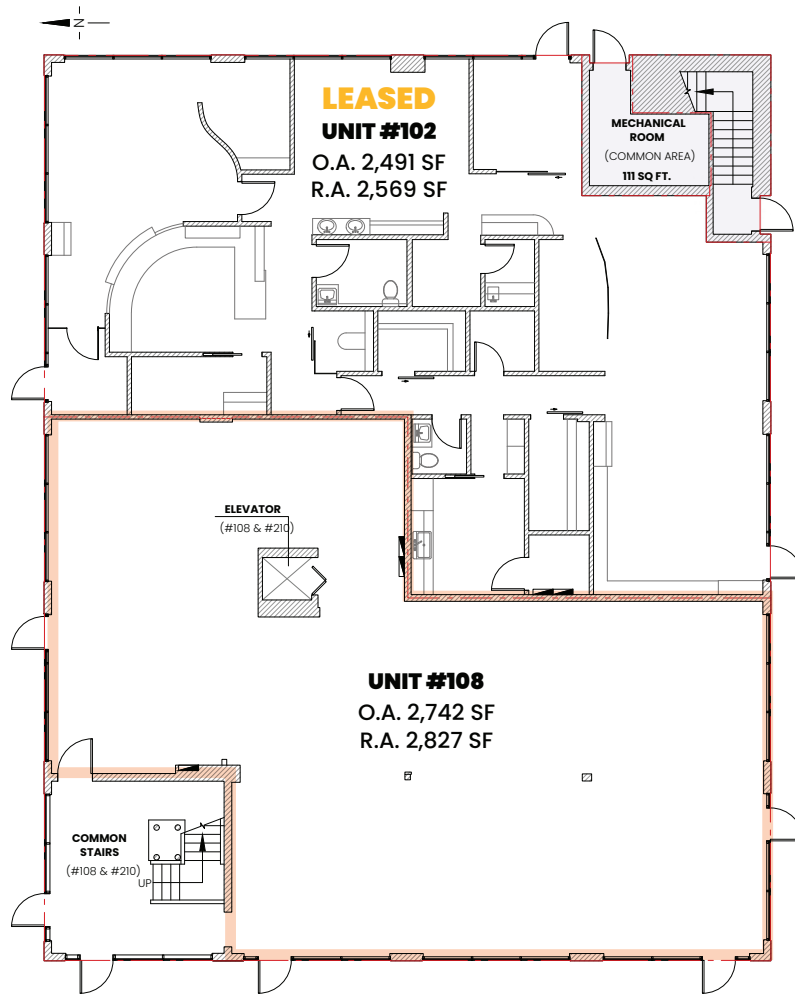 N
LEASED
UNIT #102
O.A. 2,491 SF
R.A. 2,569 SF
MECHANICAL
ROOM
(COMMON AREA)
111 SQ FT.
ELEVATOR
(#108 & #210)
UNIT #108
O.A. 2,742 SF
R.A. 2,827 SF
COMMON
STAIRS
(#108 & #210)
UP